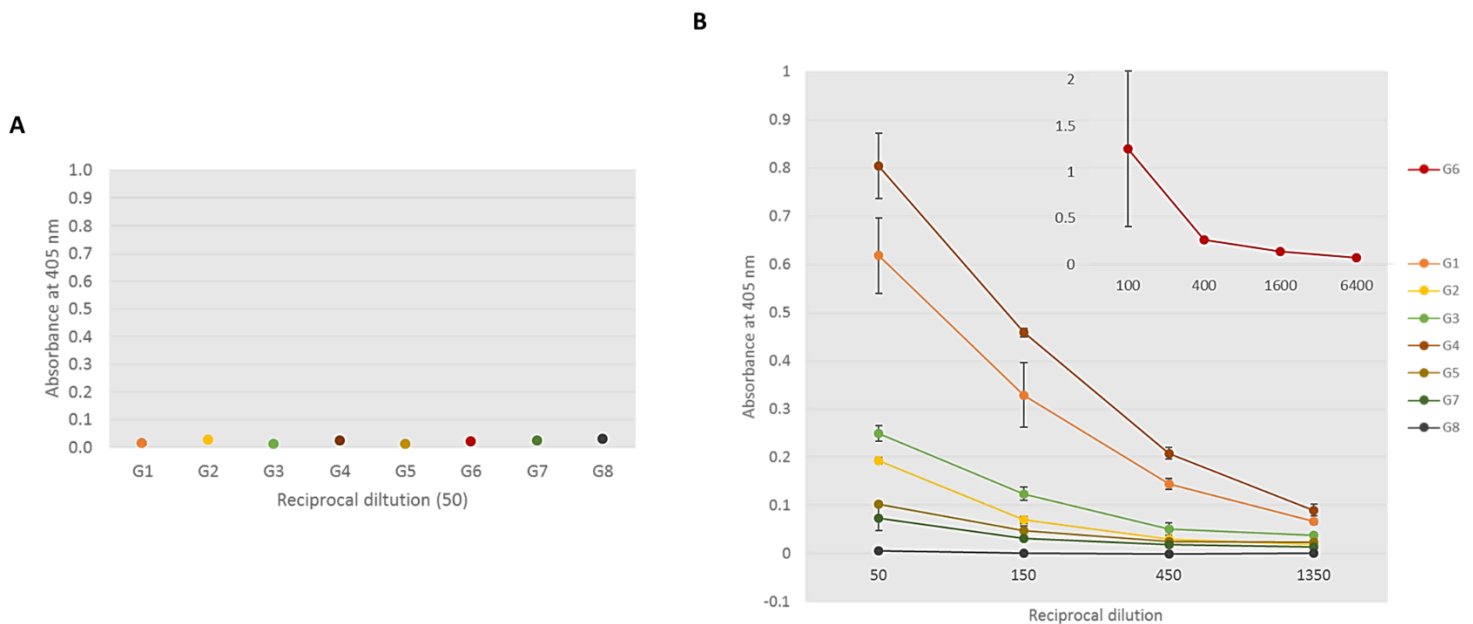 A
Absorbance at 405 nm
1.0
0.9
0.8
0.7
0.6
0.5
0.4
0.3
0.2
0.1
0.0
G1 G2 G3 G4 G5 G6 G7 G8
Reciprocal diltution (50)
B
Absorbance at 405 nm
1
0.9
0.8
0.7
0.6
0.5
0.4
0.3
0.2
0.1
0
-0.1
50 150 450 1350
Reciprocal dilution
2
1.5
1
0.5
0
100 400 1600 6400
G6
G1
G2
G3
G4
G5
G7
G8